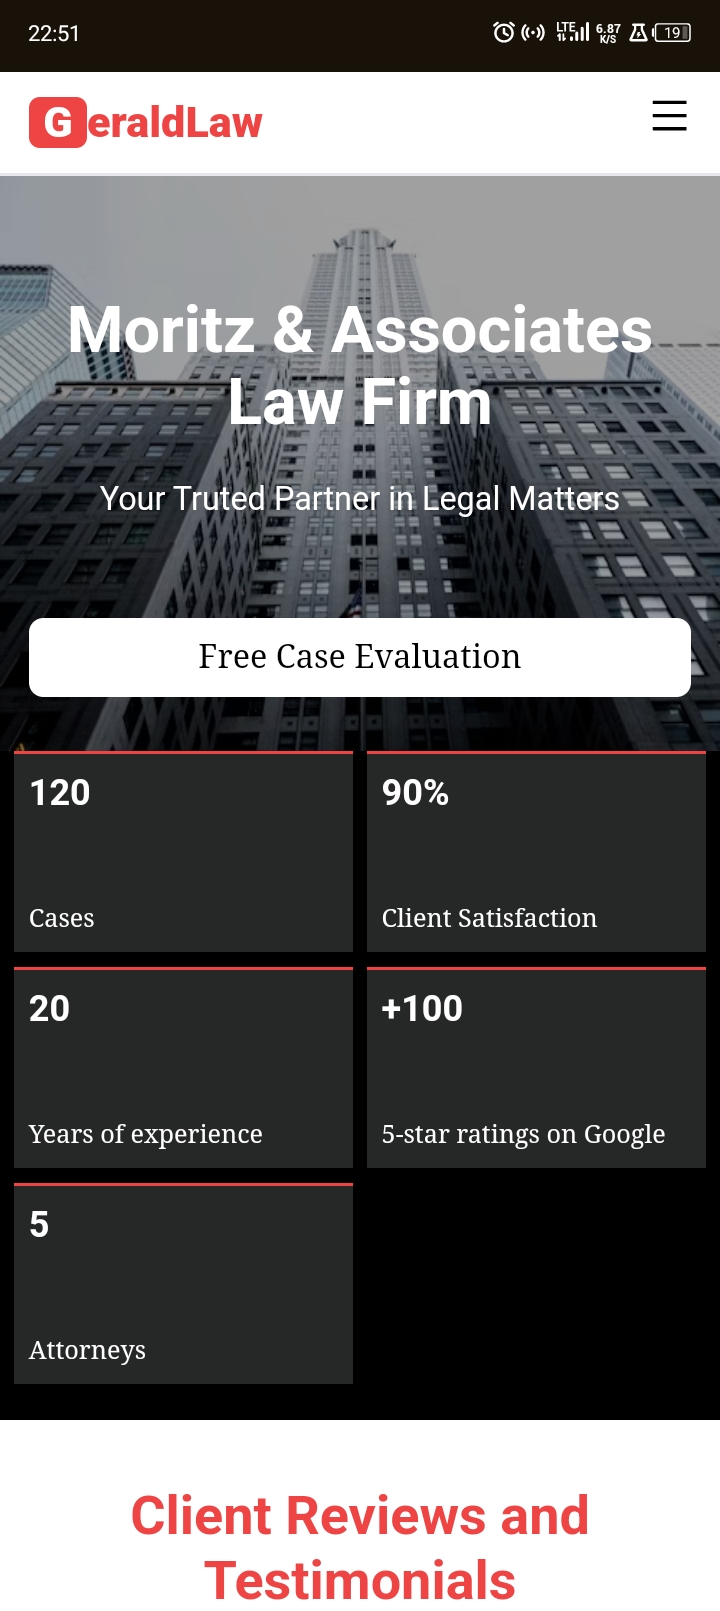 22:51
LTE
6.87
K/S
19
GeraldLaw
Moritz & Associates
Law Firm
Your Truted Partner in Legal Matters
Free Case Evaluation
120
90%
Cases
Client Satisfaction
20
+100
Years of experience
5-star ratings on Google
5
Attorneys
Client Reviews and
Testimonials